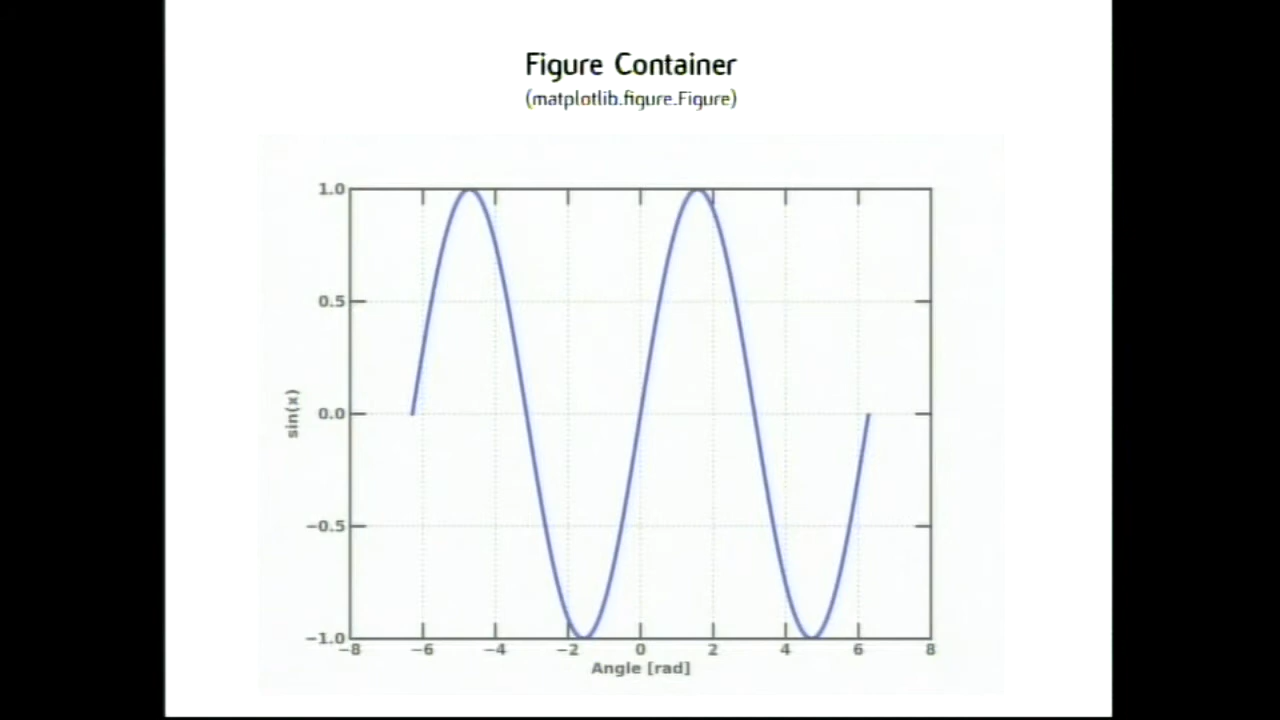 Figure Container
(matplotlib.figure.Figure)
1.0
0.5
0.0
−0.5
−1.0
sin(x)
−8 −6 −4 −2 0 2 4 6 8
Angle [rad]